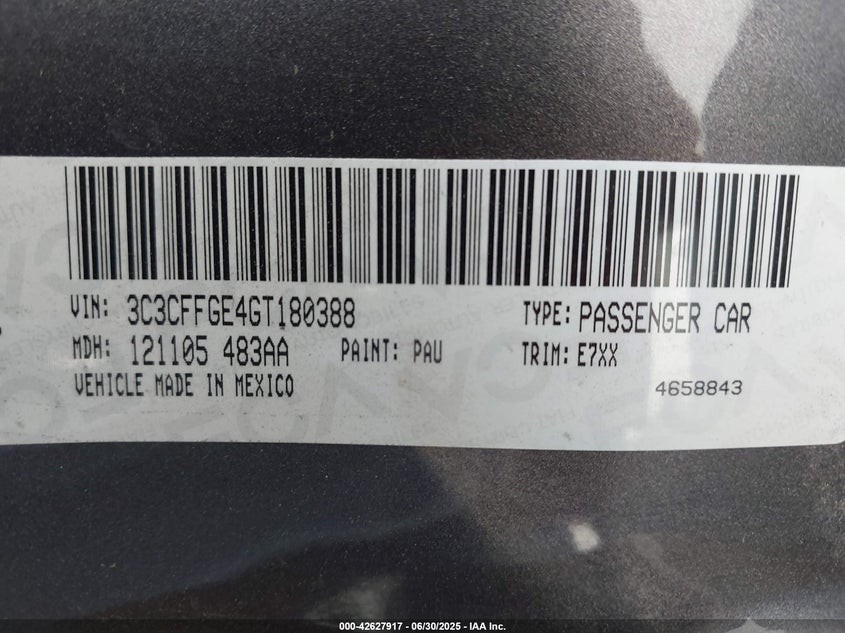 VIN: 3C3CFFGE4GT180388 TYPE: PASSENGER CAR
MDH: 121105 483AA PAINT: PAU TRIM: E7XX
VEHICLE MADE IN MEXICO 4658843
000-42627917 - 06/30/2025 - IAA Inc.